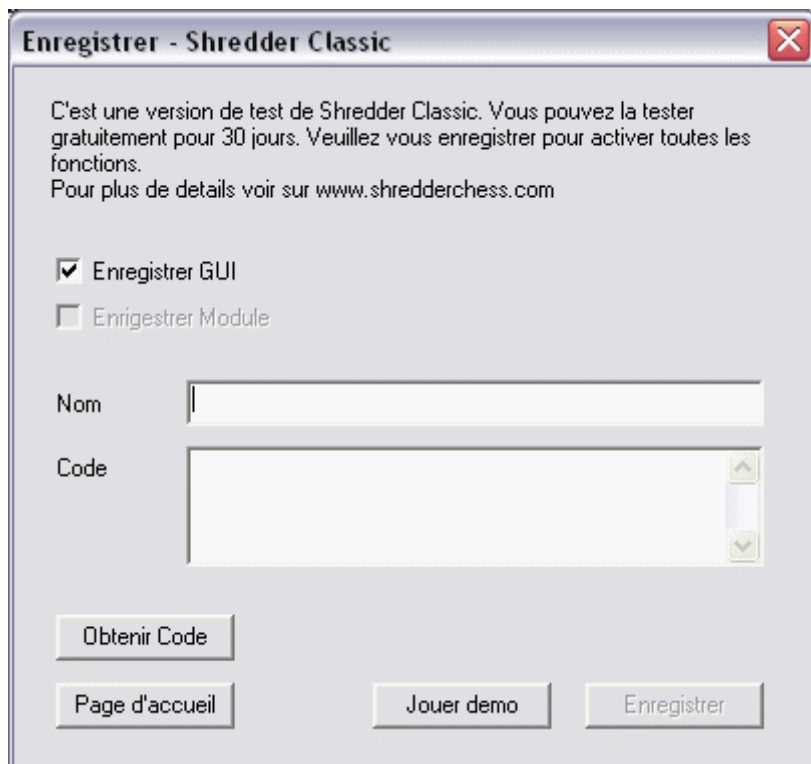 Enregistrer - Shredder Classic
C'est une version de test de Shredder Classic. Vous pouvez la tester
gratuitement pour 30 jours. Veuillez vous enregistrer pour activer toutes les
fonctions.
Pour plus de details voir sur www.shredderchess.com
Enregistrer GUI
Enrigestrer Module
Nom
Code
Obtenir Code
Page d'accueil Jouer demo Enregistrer